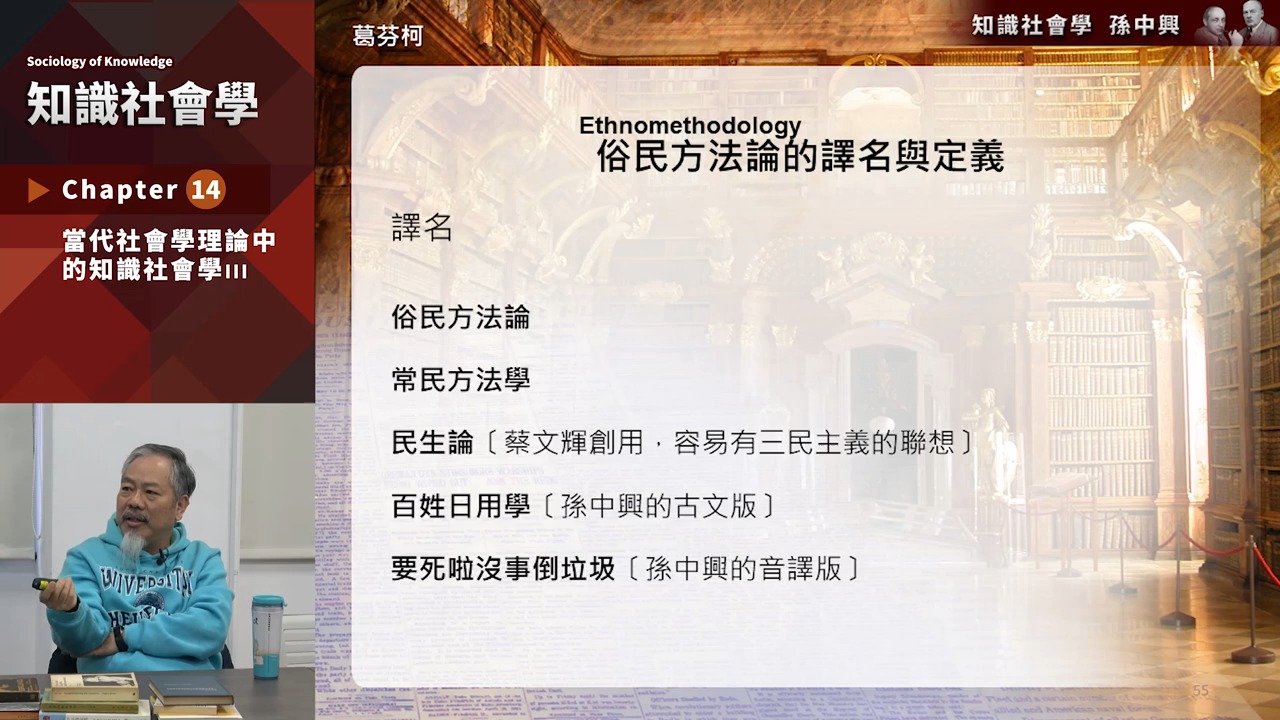 Sociology of Knowledge
知識社會學
Chapter 14
當代社會學理論中
的知識社會學III
葛芬柯
知識社會學 孫中興
Ethnomethodology
俗民方法論的譯名與定義
譯名
俗民方法論
常民方法學
民生論〔蔡文輝創用，容易有三民主義的聯想〕
百姓日用學〔孫中興的古文版〕
要死啦沒事倒垃圾〔孫中興的音譯版〕
55